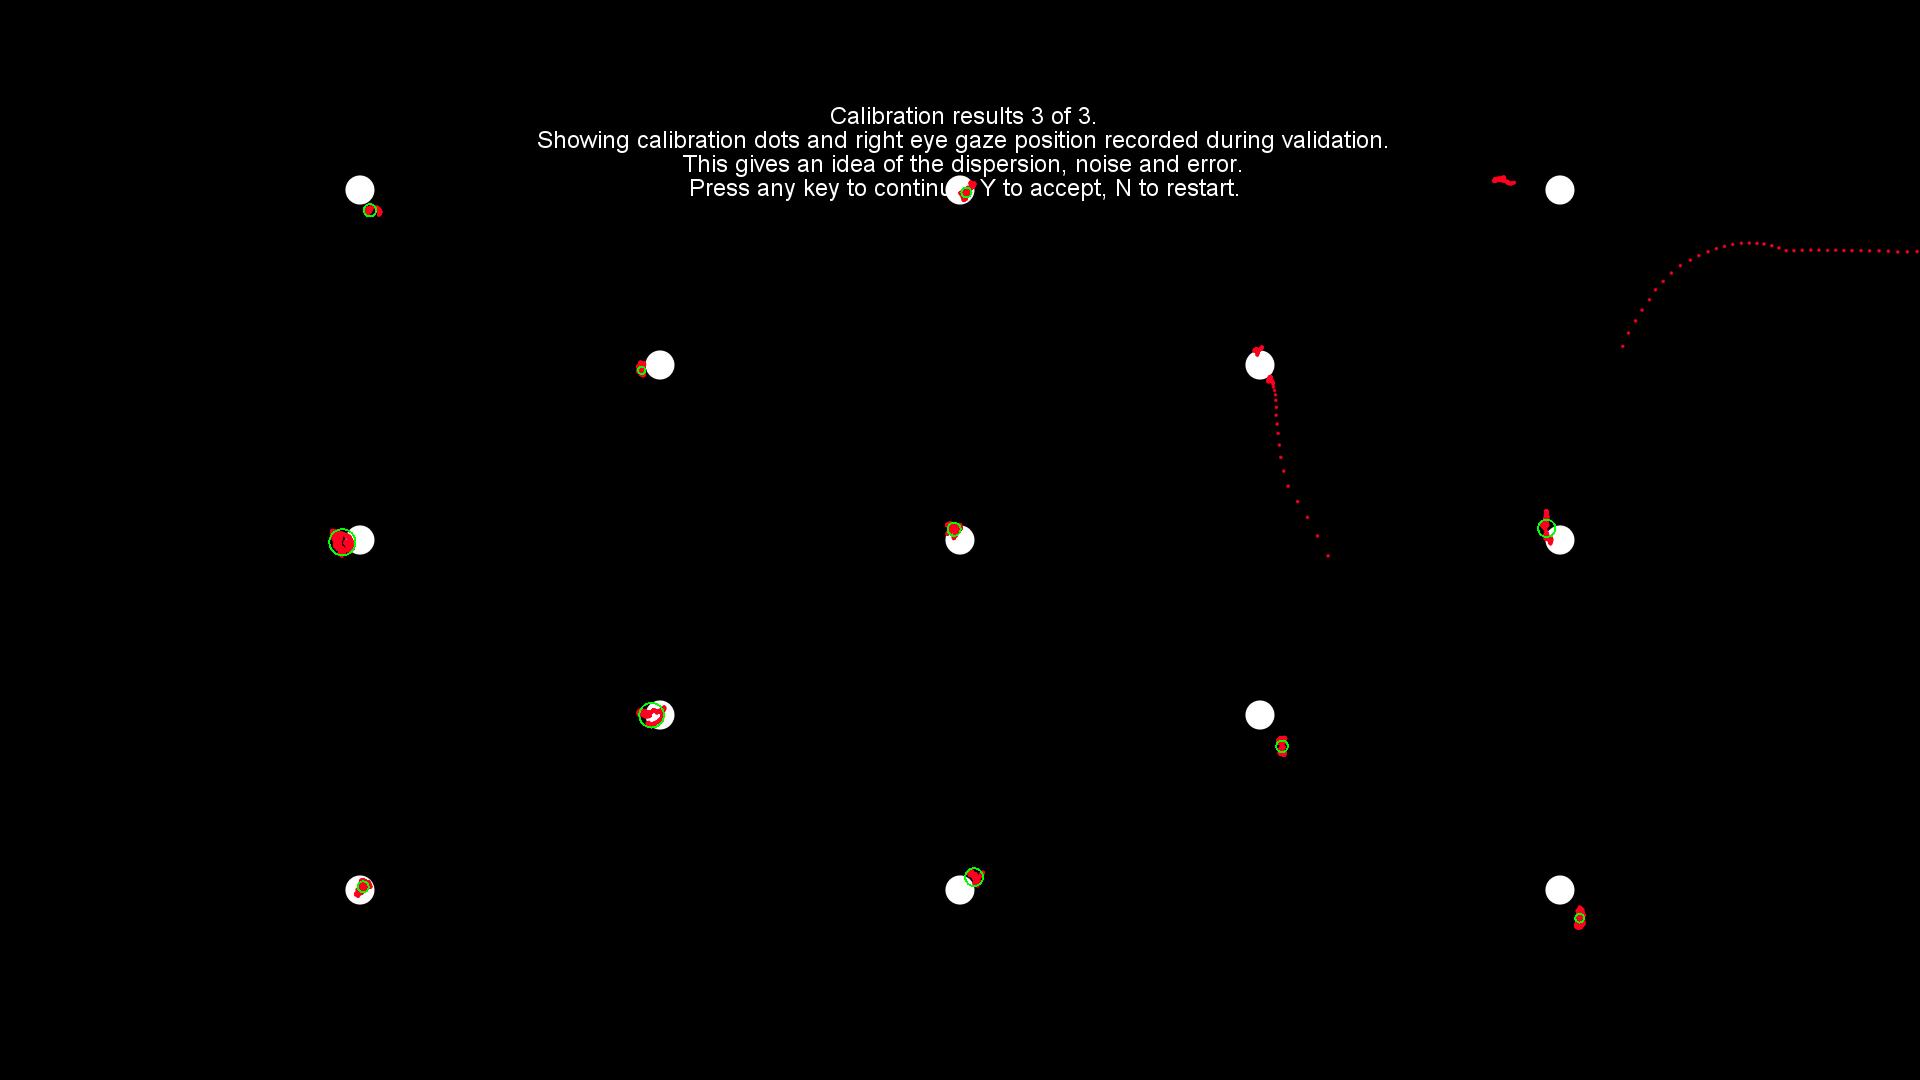 Calibration results 3 of 3.
Showing calibration dots and right eye gaze position recorded during validation.
This gives an idea of the dispersion, noise and error.
Press any key to continu Y to accept, N to restart.